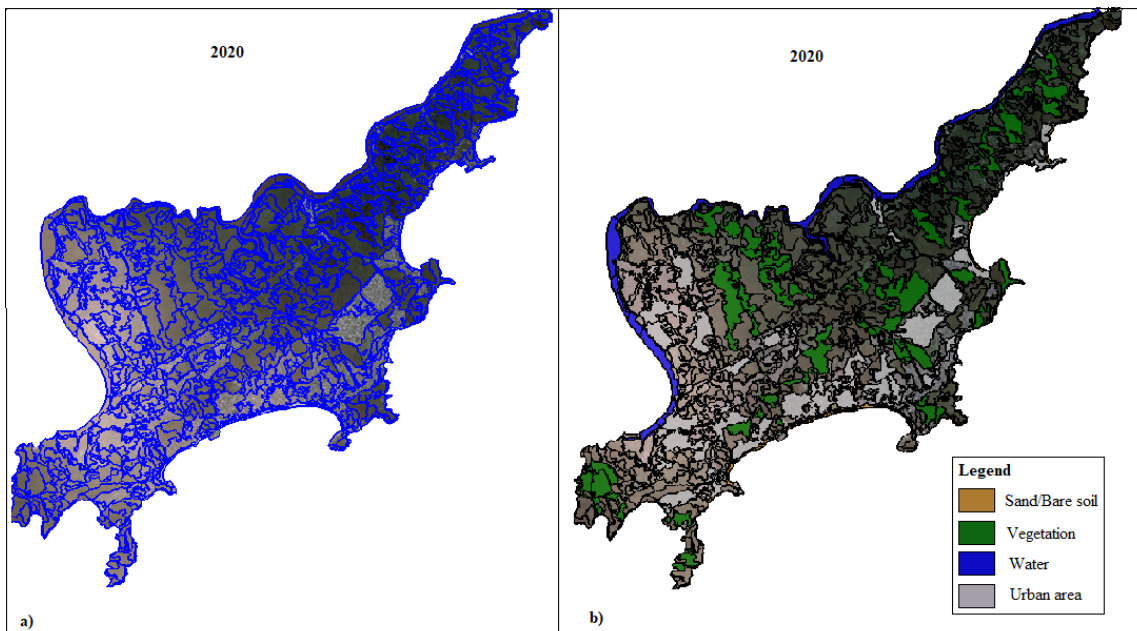 2020
a)
2020
b)
Legend
Sand/Bare soil
Vegetation
Water
Urban area